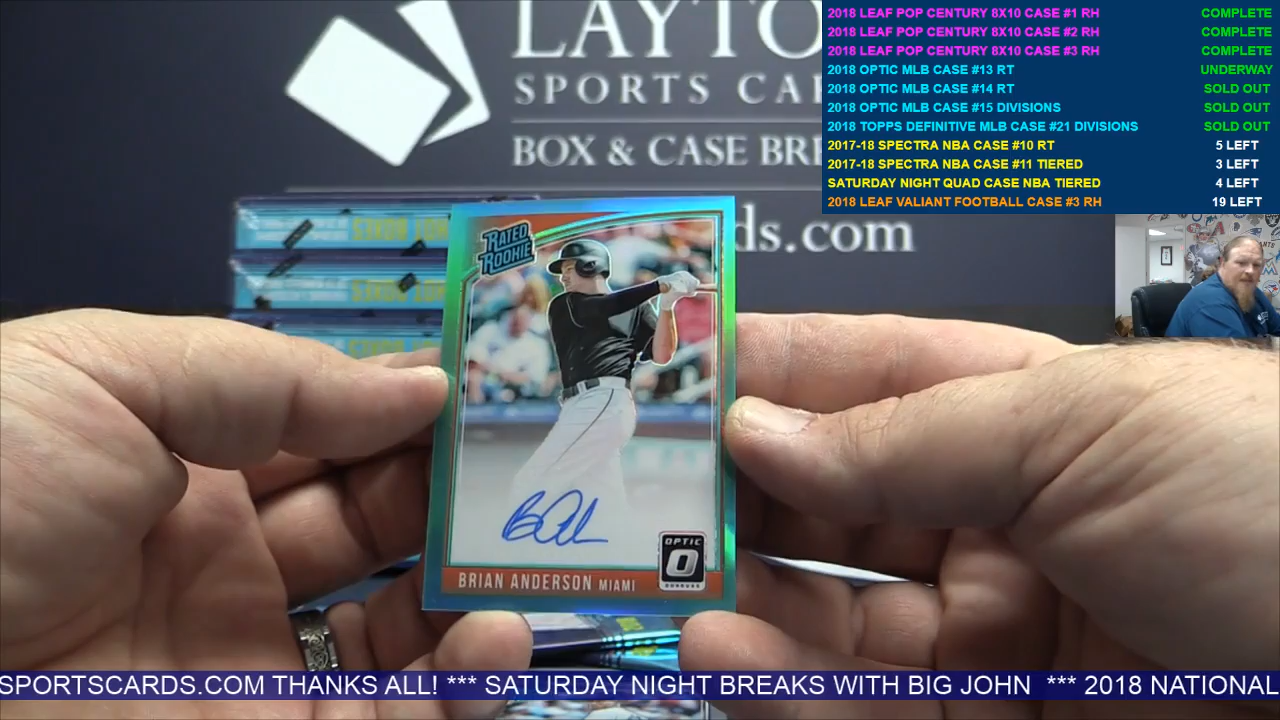 LAYTO
SPORTS CAR
BOX & CASE BRE
ds.com
2018 LEAF POP CENTURY 8X10 CASE #1 RH COMPLETE
2018 LEAF POP CENTURY 8X10 CASE #2 RH COMPLETE
2018 LEAF POP CENTURY 8X10 CASE #3 RH COMPLETE
2018 OPTIC MLB CASE #13 RT UNDERWAY
2018 OPTIC MLB CASE #14 RT SOLD OUT
2018 OPTIC MLB CASE #15 DIVISIONS SOLD OUT
2018 TOPPS DEFINITIVE MLB CASE #21 DIVISIONS SOLD OUT
2017-18 SPECTRA NBA CASE #10 RT 5 LEFT
2017-18 SPECTRA NBA CASE #11 TIERED 3 LEFT
SATURDAY NIGHT QUAD CASE NBA TIERED 4 LEFT
2018 LEAF VALIANT FOOTBALL CASE #3 RH 19 LEFT
RATED
ROOKIE
OPTIC
O
DONRUSS
BRIAN ANDERSON MIAMI
SPORTSCARDS.COM THANKS ALL! *** SATURDAY NIGHT BREAKS WITH BIG JOHN *** 2018 NATIONAL